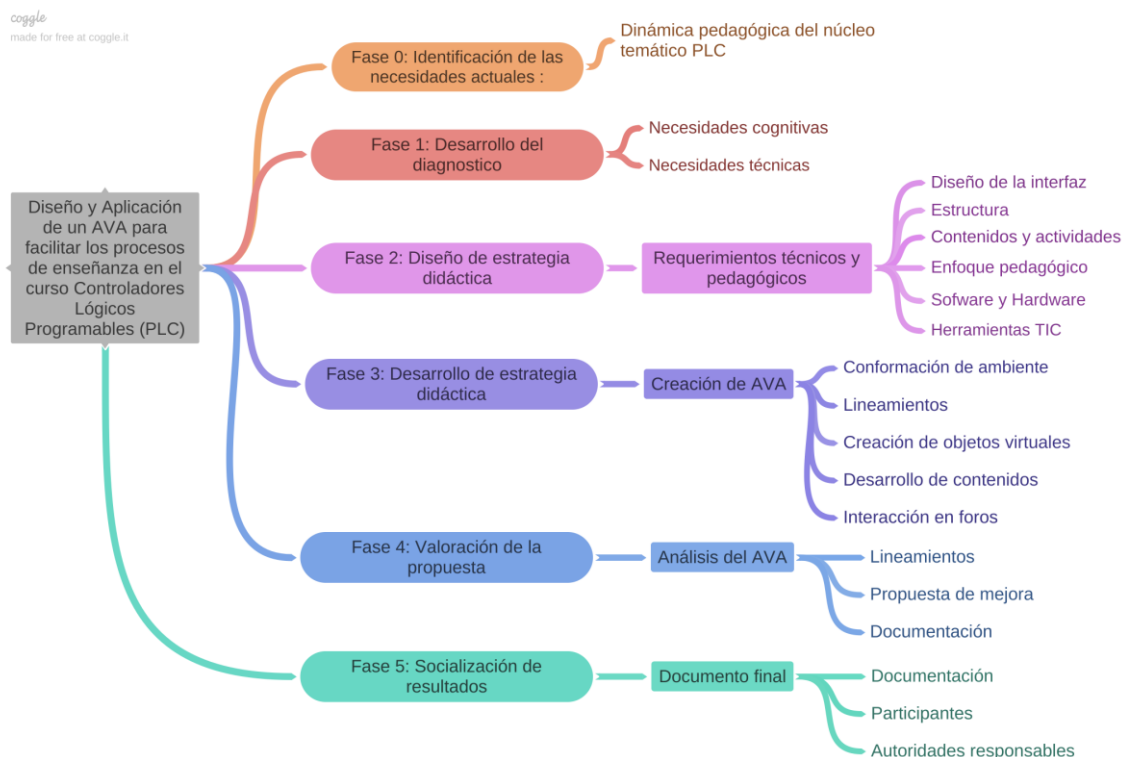 coggle
made for free at coggle.it
Diseño y Aplicación
de un AVA para
facilitar los procesos
de enseñanza en el
curso Controladores
Lógicos
Programables (PLC)
Fase 0: Identificación de las
necesidades actuales :
Dinámica pedagógica del núcleo
temático PLC
Fase 1: Desarrollo del
diagnostico
Necesidades cognitivas
Necesidades técnicas
Fase 2: Diseño de estrategia
didáctica
Requerimientos técnicos y
pedagógicos
Diseño de la interfaz
Estructura
Contenidos y actividades
Enfoque pedagógico
Sofware y Hardware
Herramientas TIC
Fase 3: Desarrollo de estrategia
didáctica
Creación de AVA
Conformación de ambiente
Lineamientos
Creación de objetos virtuales
Desarrollo de contenidos
Interacción en foros
Fase 4: Valoración de la
propuesta
Análisis del AVA
Lineamientos
Propuesta de mejora
Documentación
Fase 5: Socialización de
resultados
Documento final
Documentación
Participantes
Autoridades responsables